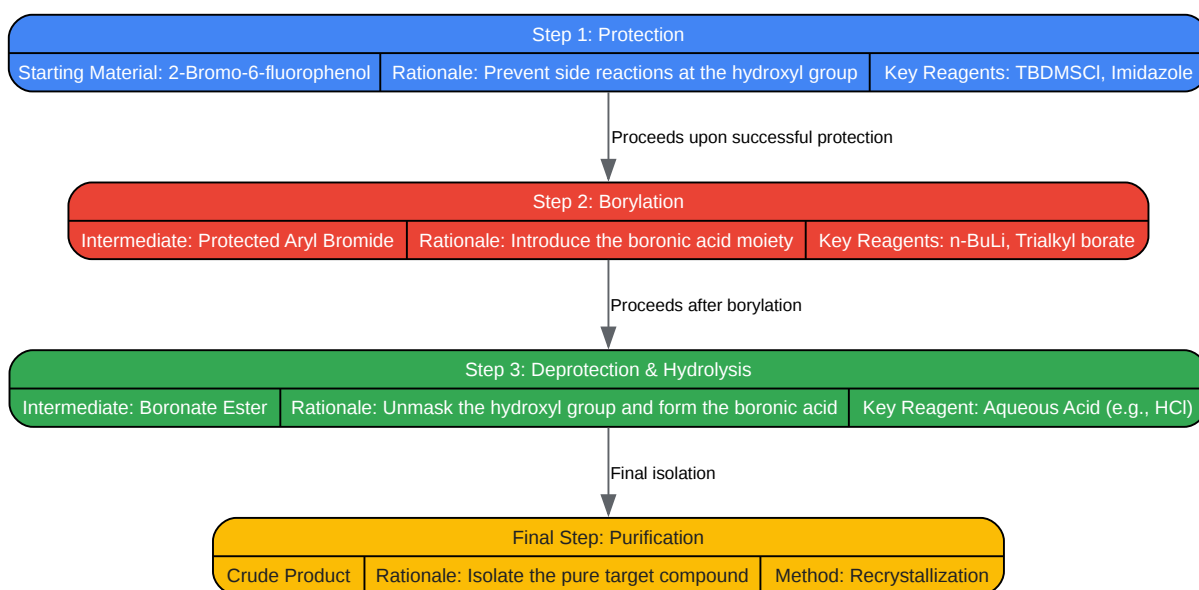 Step 1: Protection
Starting Material: 2-Bromo-6-fluorophenol
Rationale: Prevent side reactions at the hydroxyl group
Key Reagents: TBDMSCl, Imidazole
Proceeds upon successful protection
Step 2: Borylation
Intermediate: Protected Aryl Bromide
Rationale: Introduce the boronic acid moiety
Key Reagents: n-BuLi, Trialkyl borate
Proceeds after borylation
Step 3: Deprotection & Hydrolysis
Intermediate: Boronate Ester
Rationale: Unmask the hydroxyl group and form the boronic acid
Key Reagent: Aqueous Acid (e.g., HCl)
Final isolation
Final Step: Purification
Crude Product
Rationale: Isolate the pure target compound
Method: Recrystallization